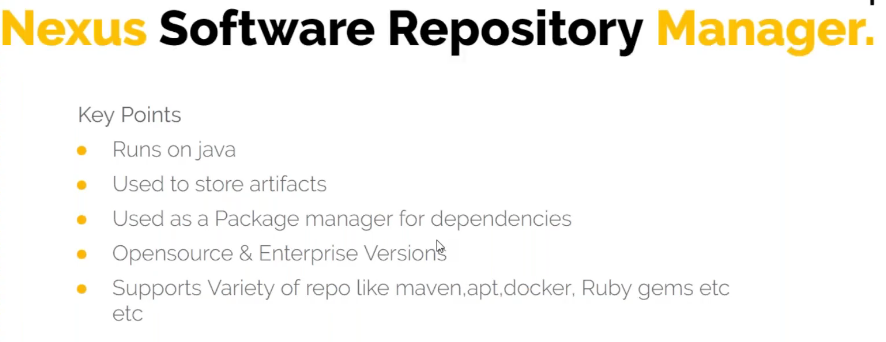 Nexus Software Repository Manager.
Key Points
Runs on java
Used to store artifacts
Used as a Package manager for dependencies
Opensource & Enterprise Versions
Supports Variety of repo like maven,apt,docker, Ruby gems etc
etc